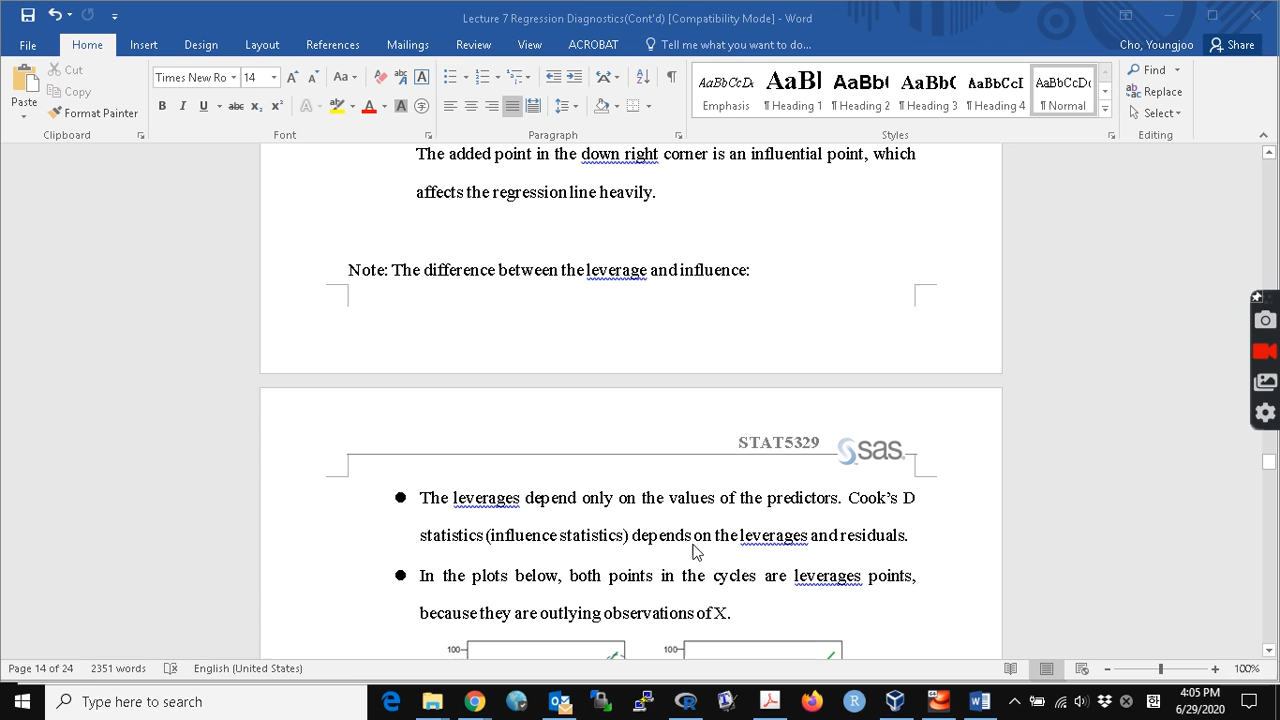 Lecture 7 Regression Diagnostics(Cont'd) [Compatibility Mode] - Word
File Home Insert Design Layout References Mailings Review View ACROBAT Tell me what you want to do... Cho, Youngjoo Share
Paste
Cut
Copy
Format Painter
Clipboard
Times New Ro 14
Font
Paragraph
AaBbCcDc AaBl AaBb( AaBbC AaBbCcI AaBbCcDc
Emphasis ¶ Heading 1 ¶ Heading 2 ¶ Heading 3 ¶ Heading 4 ¶ Normal
Styles
Find
Replace
Select
Editing
The added point in the down right corner is an influential point, which
affects the regression line heavily.
Note: The difference between the leverage and influence:
STAT5329 sas
● The leverages depend only on the values of the predictors. Cook's D
statistics (influence statistics) depends on the leverages and residuals.
● In the plots below, both points in the cycles are leverages points,
because they are outlying observations of X.
100 100
Page 14 of 24 2351 words English (United States) 100%
Type here to search
4:05 PM
6/29/2020